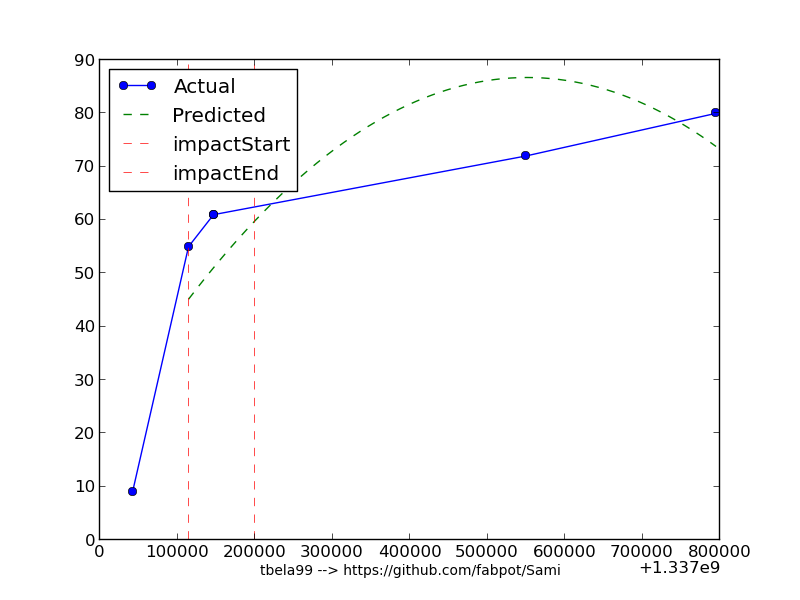 90
80
70
60
50
40
30
20
10
0
Actual
Predicted
impactStart
impactEnd
0 100000 200000 300000 400000 500000 600000 700000 800000
+1.337e9
tbela99 --> https://github.com/fabpot/Sami